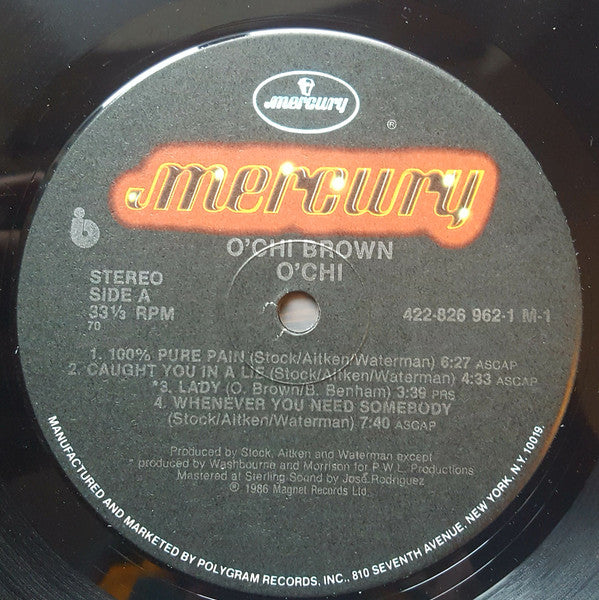 mercury
®
mercury
O'CHI BROWN
O'CHI
STEREO
SIDE A
33⅓ RPM
70
422-826 962-1 M-1
1. 100% PURE PAIN (Stock/Aitken/Waterman) 6:27 ASCAP
2. CAUGHT YOU IN A LIE (Stock/Aitken/Waterman) 4:33 ASCAP
*3. LADY (O. Brown/B. Benham) 3:39 PRS
4. WHENEVER YOU NEED SOMEBODY
(Stock/Aitken/Waterman) 7:40 ASCAP
Produced by Stock, Aitken and Waterman except
* produced by Washbourne and Morrison for P.W.L. Productions
Mastered at Sterling Sound by José Rodriguez
℗ 1986 Magnet Records Ltd.
MANUFACTURED AND MARKETED BY POLYGRAM RECORDS, INC., 810 SEVENTH AVENUE, NEW YORK, N.Y. 10019.